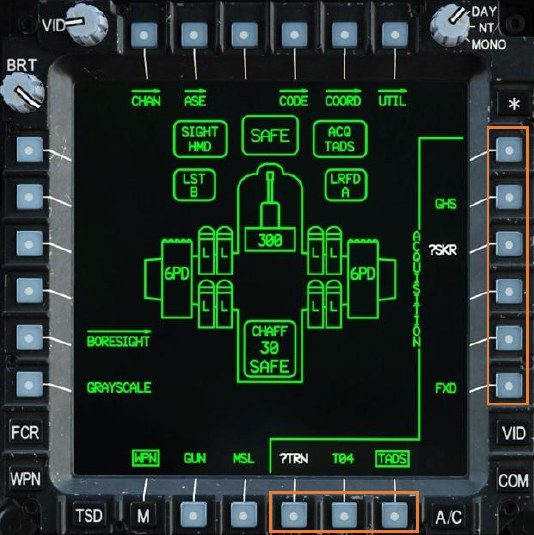 VID
DAY
NT
MONO
BRT
*
CHAN
ASE
CODE
COORD
UTIL
SIGHT
HMD
SAFE
ACQ
TADS
LST
B
LRFD
A
GHS
?SKR
ACQUISITION
300
6PD
6PD
L L L L
L L L L
CHAFF
30
SAFE
BORESIGHT
GRAYSCALE
FXD
FCR
VID
WPN
GUN
MSL
?TRN
T04
TADS
WPN
COM
TSD
M
A/C